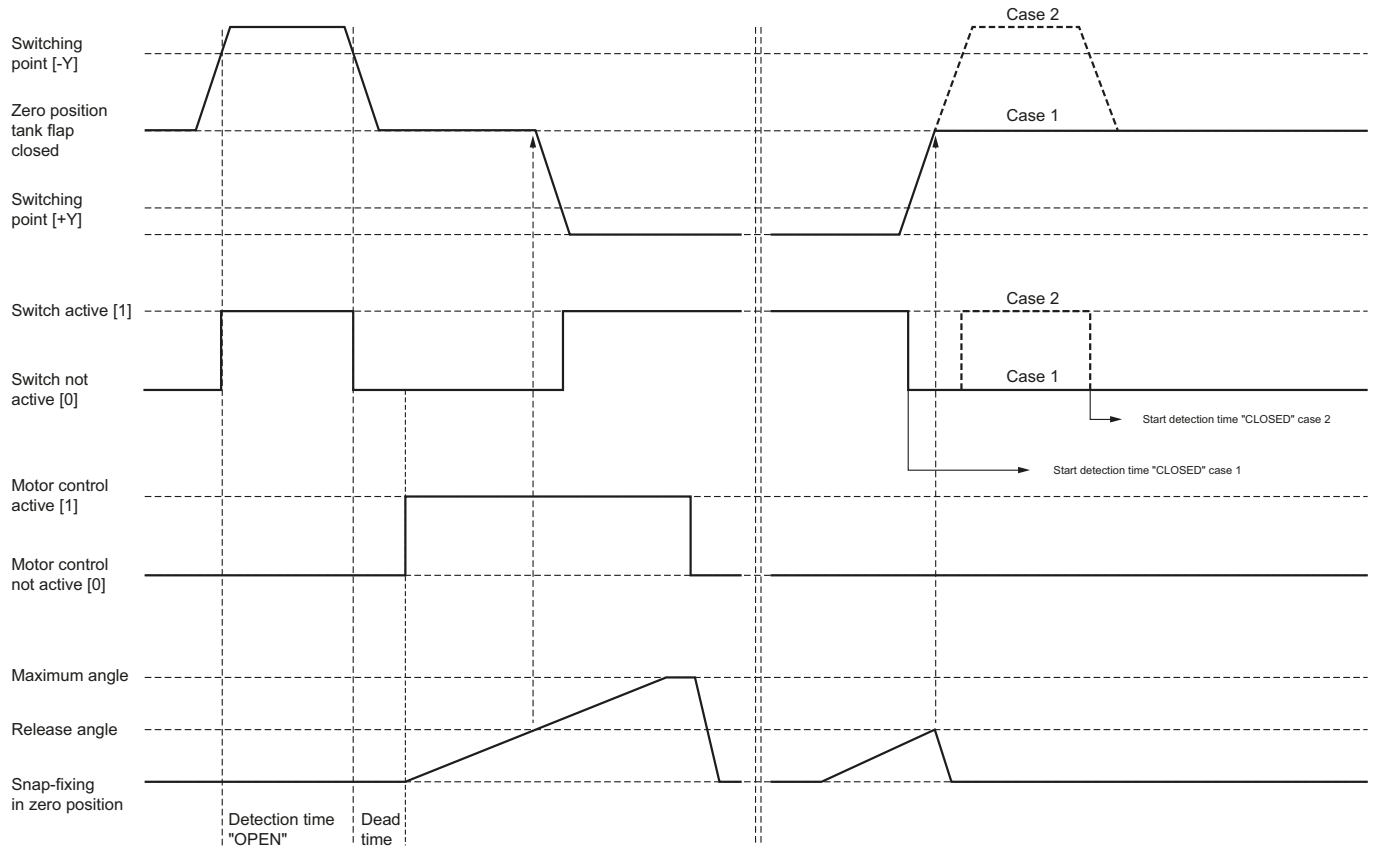 Case 2
Switching
point [-Y]
Zero position
tank flap
closed
Case 1
Switching
point [+Y]
Case 2
Switch active [1]
Switch not
active [0]
Case 1
Start detection time "CLOSED" case 2
Start detection time "CLOSED" case 1
Motor control
active [1]
Motor control
not active [0]
Maximum angle
Release angle
Snap-fixing
in zero position
Detection time
"OPEN"
Dead
time